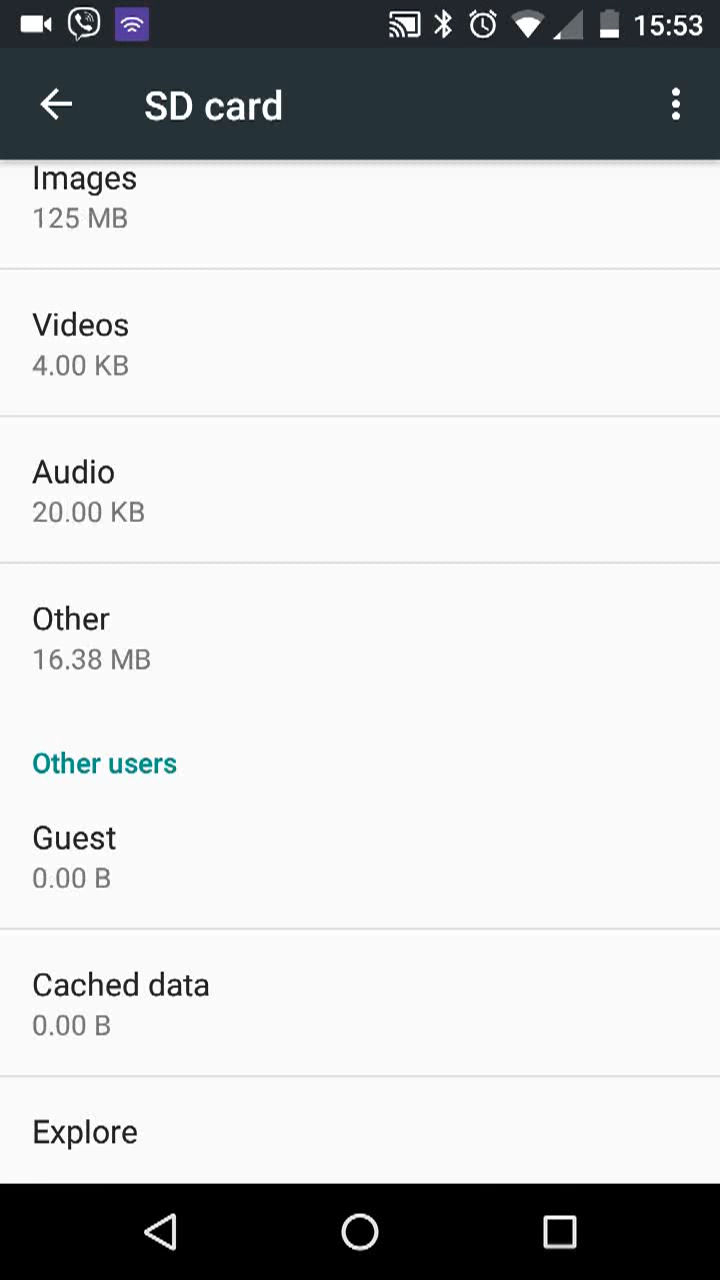 15:53
SD card
Images
125 MB
Videos
4.00 KB
Audio
20.00 KB
Other
16.38 MB
Other users
Guest
0.00 B
Cached data
0.00 B
Explore